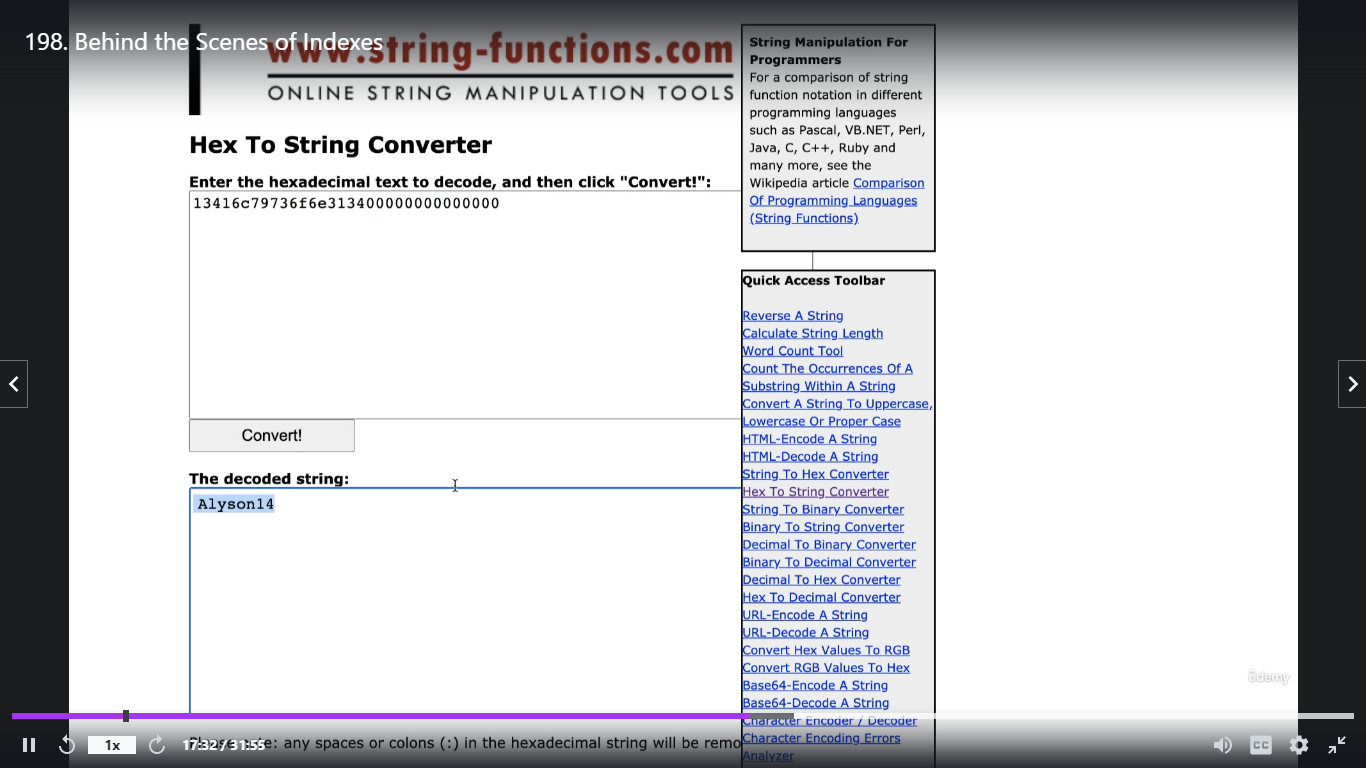 198. Behind the Scenes of Indexes
www.string-functions.com
ONLINE STRING MANIPULATION TOOLS
Hex To String Converter
Enter the hexadecimal text to decode, and then click "Convert!":
13416c79736f6e313400000000000000
Convert!
The decoded string:
Alyson14
String Manipulation For
Programmers
For a comparison of string
function notation in different
programming languages
such as Pascal, VB.NET, Perl,
Java, C, C++, Ruby and
many more, see the
Wikipedia article Comparison
Of Programming Languages
(String Functions)
Quick Access Toolbar
Reverse A String
Calculate String Length
Word Count Tool
Count The Occurrences Of A
Substring Within A String
Convert A String To Uppercase,
Lowercase Or Proper Case
HTML-Encode A String
HTML-Decode A String
String To Hex Converter
Hex To String Converter
String To Binary Converter
Binary To String Converter
Decimal To Binary Converter
Binary To Decimal Converter
Decimal To Hex Converter
Hex To Decimal Converter
URL-Encode A String
URL-Decode A String
Convert Hex Values To RGB
Convert RGB Values To Hex
Base64-Encode A String
Base64-Decode A String
Character Encoder / Decoder
Character Encoding Errors
Analyzer
ûdemy
1x
17:32 / 31:55
any spaces or colons (:) in the hexadecimal string will be remo
CC